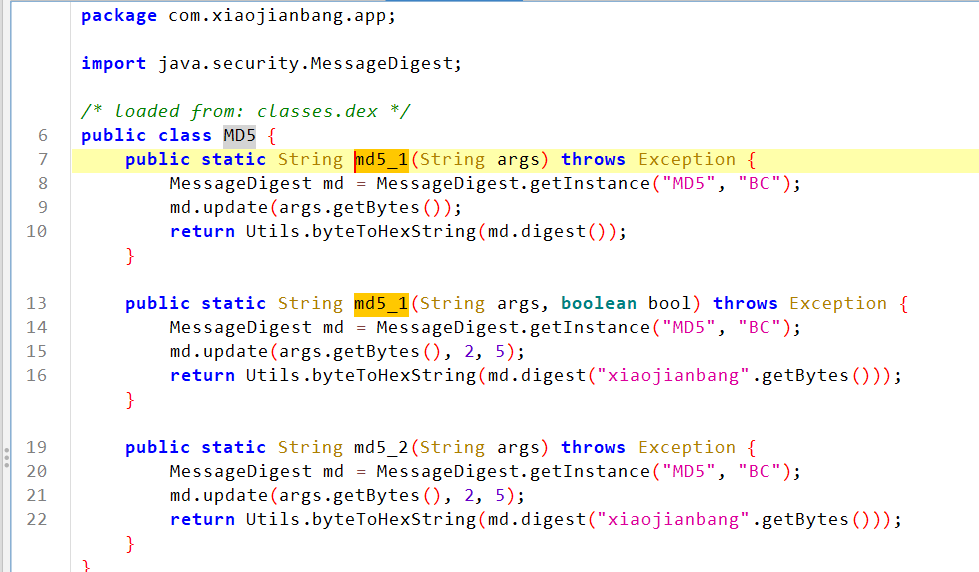 package com.xiaojianbang.app;
import java.security.MessageDigest;
/* loaded from: classes.dex */
6 public class MD5 {
7 public static String md5_1(String args) throws Exception {
8 MessageDigest md = MessageDigest.getInstance("MD5", "BC");
9 md.update(args.getBytes());
10 return Utils.byteToHexString(md.digest());
}
13 public static String md5_1(String args, boolean bool) throws Exception {
14 MessageDigest md = MessageDigest.getInstance("MD5", "BC");
15 md.update(args.getBytes(), 2, 5);
16 return Utils.byteToHexString(md.digest("xiaojianbang".getBytes()));
}
19 public static String md5_2(String args) throws Exception {
20 MessageDigest md = MessageDigest.getInstance("MD5", "BC");
21 md.update(args.getBytes(), 2, 5);
22 return Utils.byteToHexString(md.digest("xiaojianbang".getBytes()));
}
}